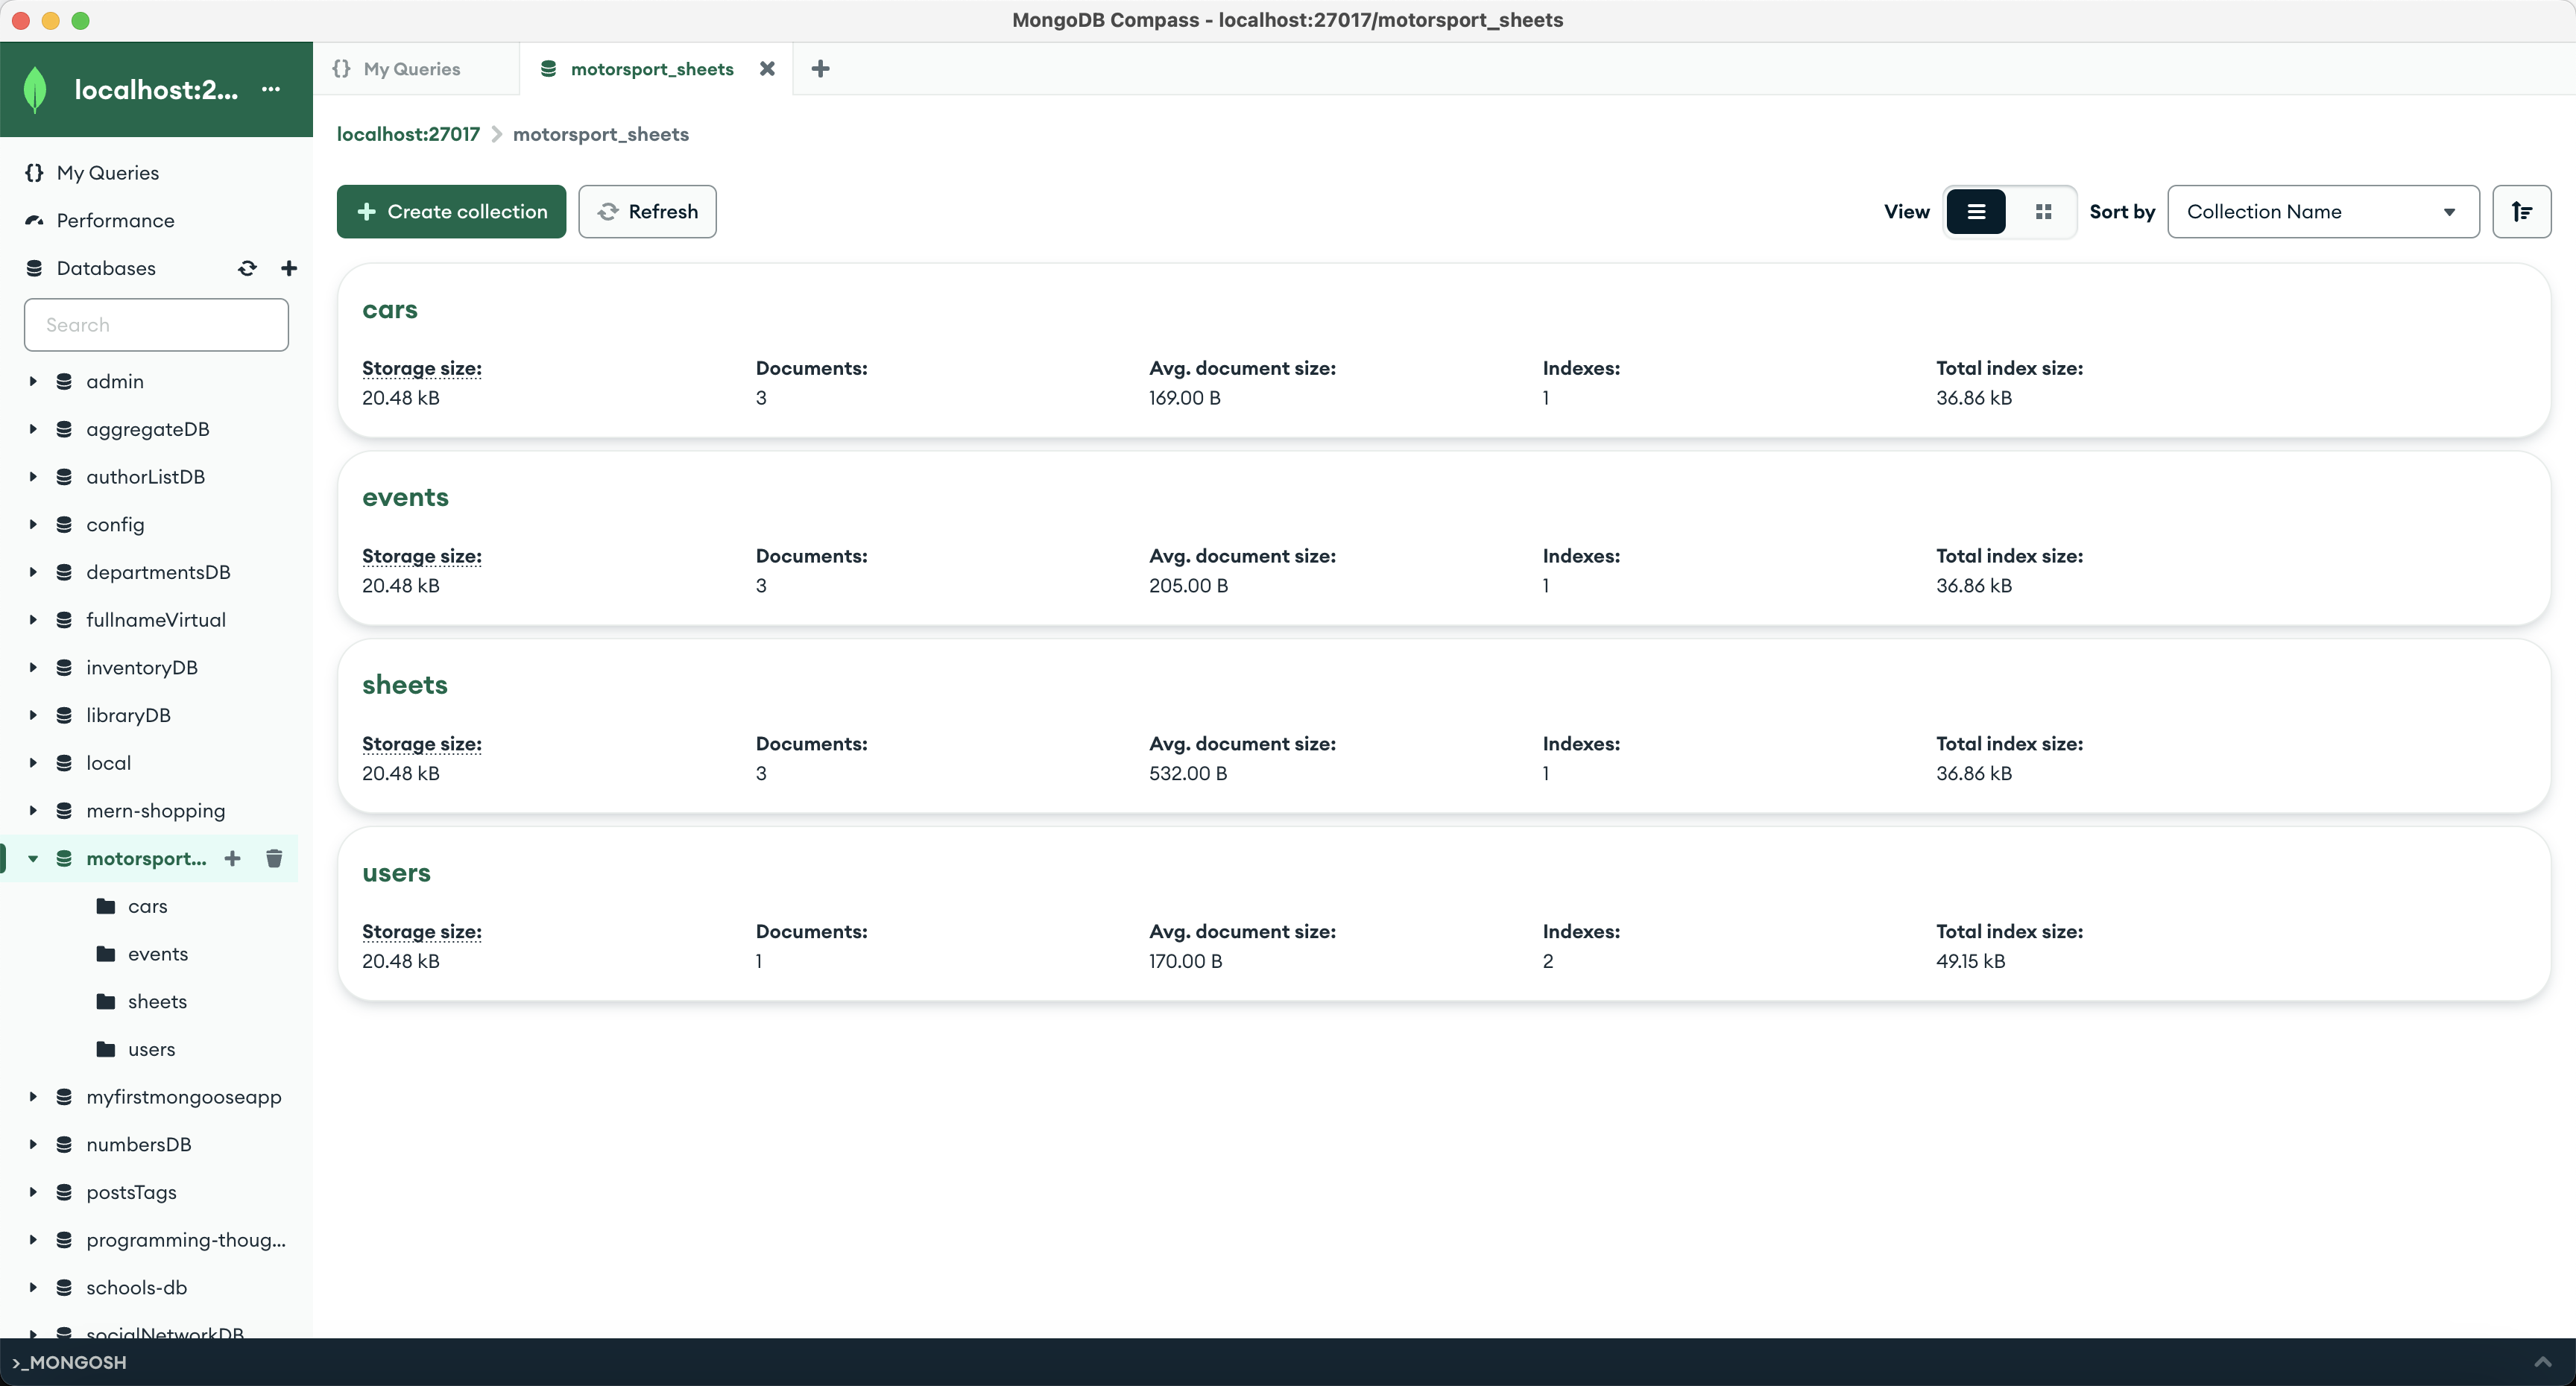 MongoDB Compass - localhost:27017/motorsport_sheets
localhost:2...
My Queries
Performance
Databases
Search
admin
aggregateDB
authorListDB
config
departmentsDB
fullnameVirtual
inventoryDB
libraryDB
local
mern-shopping
motorsport...
cars
events
sheets
users
myfirstmongooseapp
numbersDB
postsTags
programming-thoug...
schools-db
socialNetworkDB
My Queries
motorsport_sheets
localhost:27017 > motorsport_sheets
Create collection Refresh View Sort by Collection Name
cars
Storage size: Documents: Avg. document size: Indexes: Total index size:
20.48 kB 3 169.00 B 1 36.86 kB
events
Storage size: Documents: Avg. document size: Indexes: Total index size:
20.48 kB 3 205.00 B 1 36.86 kB
sheets
Storage size: Documents: Avg. document size: Indexes: Total index size:
20.48 kB 3 532.00 B 1 36.86 kB
users
Storage size: Documents: Avg. document size: Indexes: Total index size:
20.48 kB 1 170.00 B 2 49.15 kB
>_MONGOSH